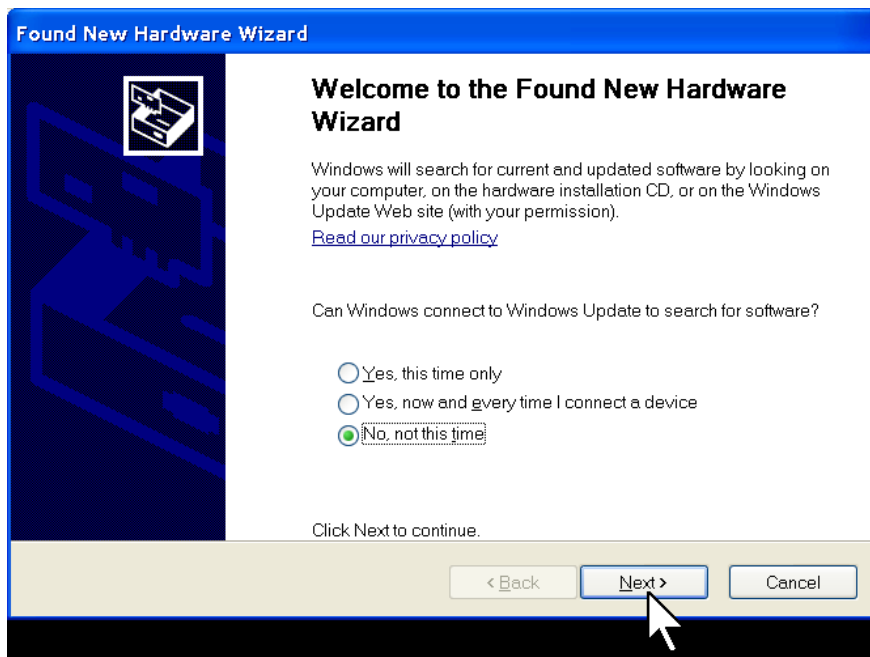 Found New Hardware Wizard
Welcome to the Found New Hardware
Wizard
Windows will search for current and updated software by looking on
your computer, on the hardware installation CD, or on the Windows
Update Web site (with your permission).
Read our privacy policy
Can Windows connect to Windows Update to search for software?
Yes, this time only
Yes, now and every time I connect a device
No, not this time
Click Next to continue.
< Back Next > Cancel